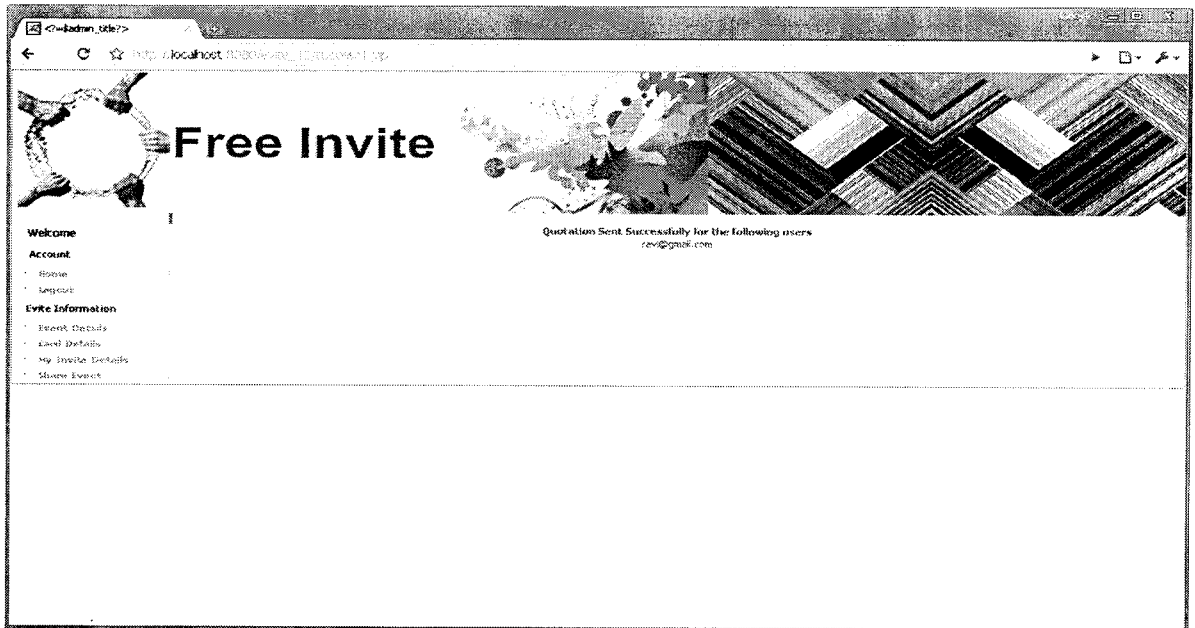 <?=$admin_title?>
localhost
Free Invite
Welcome
Account
Home
Logout
Evite Information
Event Details
Card Details
My Invite Details
Share Event
Quotation Sent Successfully for the following users
ravi@gmail.com